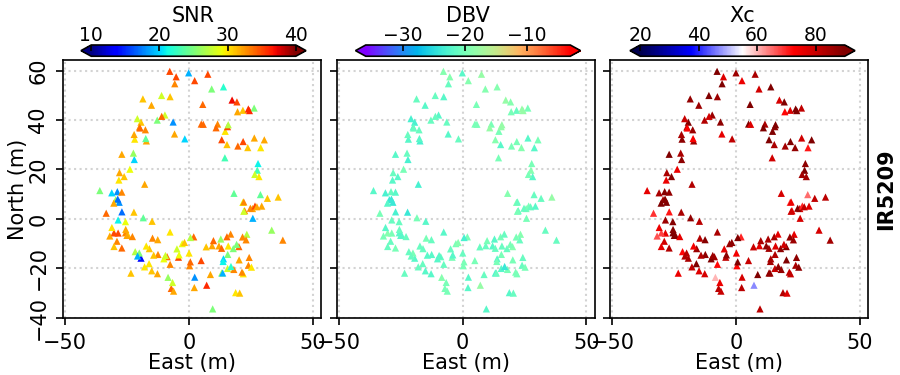 SNR DBV Xc
10 20 30 40 −30 −20 −10 20 40 60 80
60
40
20
0
−20
−40
North (m)
IR5209
−50 0 50 −50 0 50 −50 0 50
East (m) East (m) East (m)